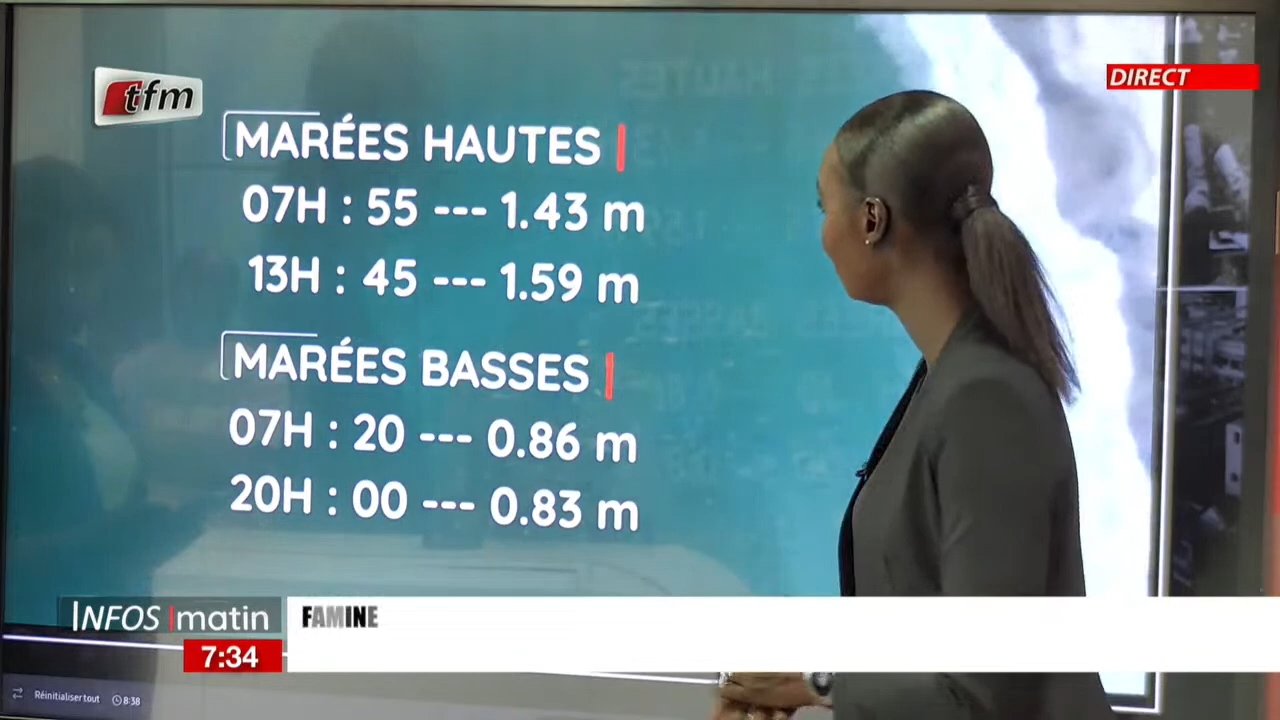 tfm
DIRECT
MARÉES HAUTES
07H : 55 --- 1.43 m
13H : 45 --- 1.59 m
MARÉES BASSES
07H : 20 --- 0.86 m
20H : 00 --- 0.83 m
INFOS matin
FAMINE
7:34
Réinitialiser tout
8:38